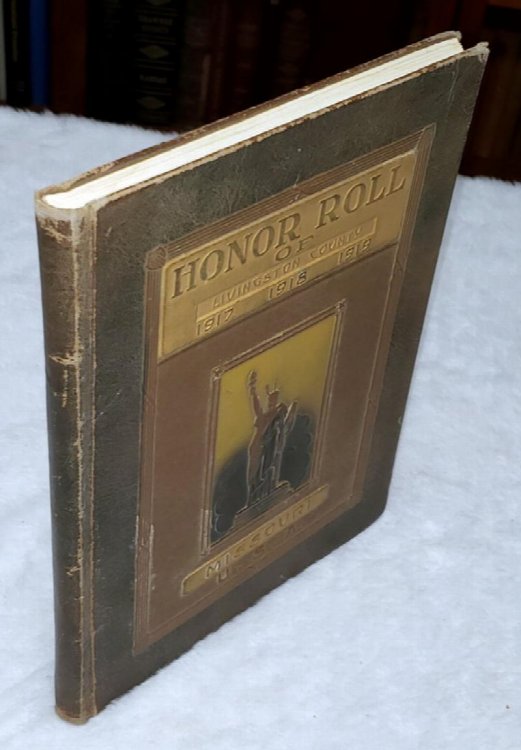 HONOR ROLL
OF
LIVINGSTON COUNTY
1917 1918 1919
MISSOURI
U. S. A.